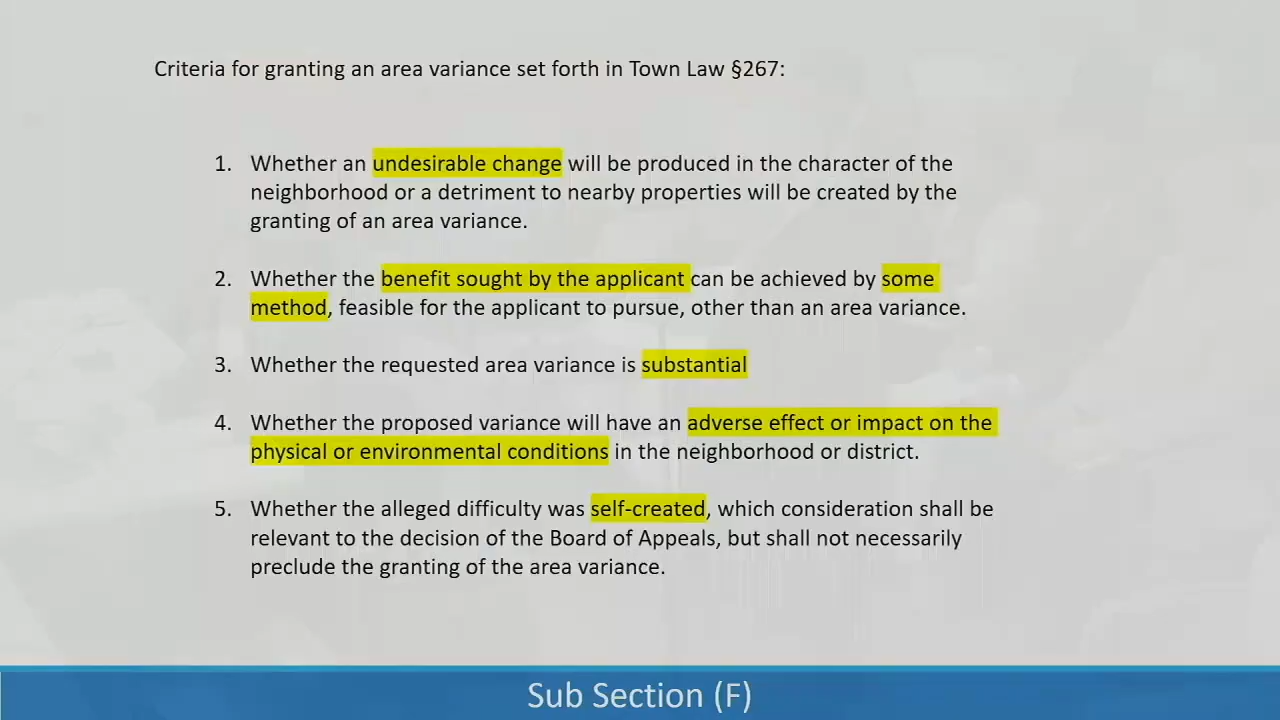 Criteria for granting an area variance set forth in Town Law §267:
1. Whether an undesirable change will be produced in the character of the
neighborhood or a detriment to nearby properties will be created by the
granting of an area variance.
2. Whether the benefit sought by the applicant can be achieved by some
method, feasible for the applicant to pursue, other than an area variance.
3. Whether the requested area variance is substantial
4. Whether the proposed variance will have an adverse effect or impact on the
physical or environmental conditions in the neighborhood or district.
5. Whether the alleged difficulty was self-created, which consideration shall be
relevant to the decision of the Board of Appeals, but shall not necessarily
preclude the granting of the area variance.
Sub Section (F)